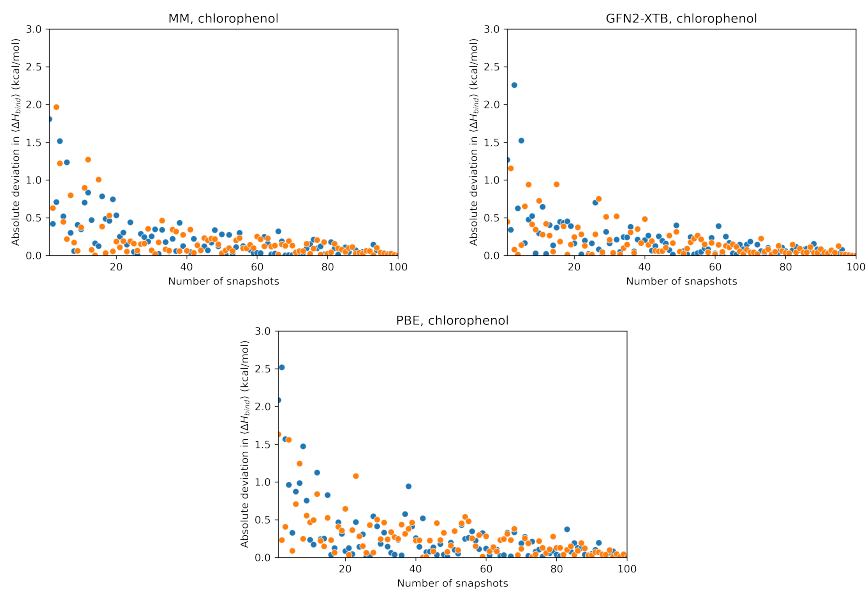 MM, chlorophenol
Absolute deviation in ⟨ΔH_bind⟩ (kcal/mol)
3.0
2.5
2.0
1.5
1.0
0.5
0.0
20 40 60 80 100
Number of snapshots
GFN2-XTB, chlorophenol
Absolute deviation in ⟨ΔH_bind⟩ (kcal/mol)
3.0
2.5
2.0
1.5
1.0
0.5
0.0
20 40 60 80 100
Number of snapshots
PBE, chlorophenol
Absolute deviation in ⟨ΔH_bind⟩ (kcal/mol)
3.0
2.5
2.0
1.5
1.0
0.5
0.0
20 40 60 80 100
Number of snapshots